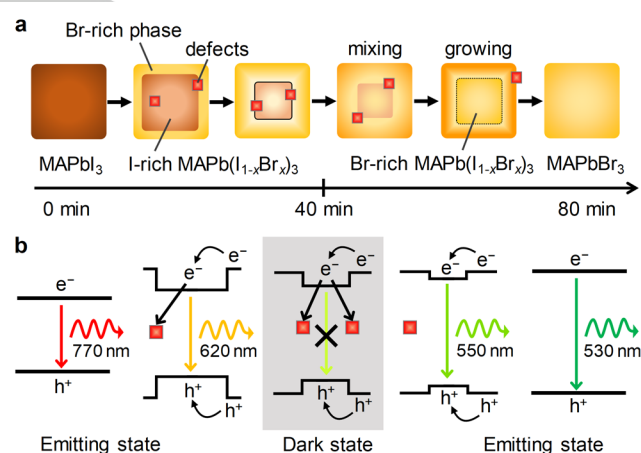 a
Br-rich phase
defects
mixing
growing
MAPbI₃
I-rich MAPb(I₁₋ₓBrₓ)₃
Br-rich MAPb(I₁₋ₓBrₓ)₃
MAPbBr₃
0 min
40 min
80 min
b
e⁻
h⁺
770 nm
e⁻
e⁻
h⁺
h⁺
620 nm
e⁻
e⁻
h⁺
h⁺
e⁻
e⁻
h⁺
h⁺
550 nm
e⁻
h⁺
530 nm
Emitting state
Dark state
Emitting state